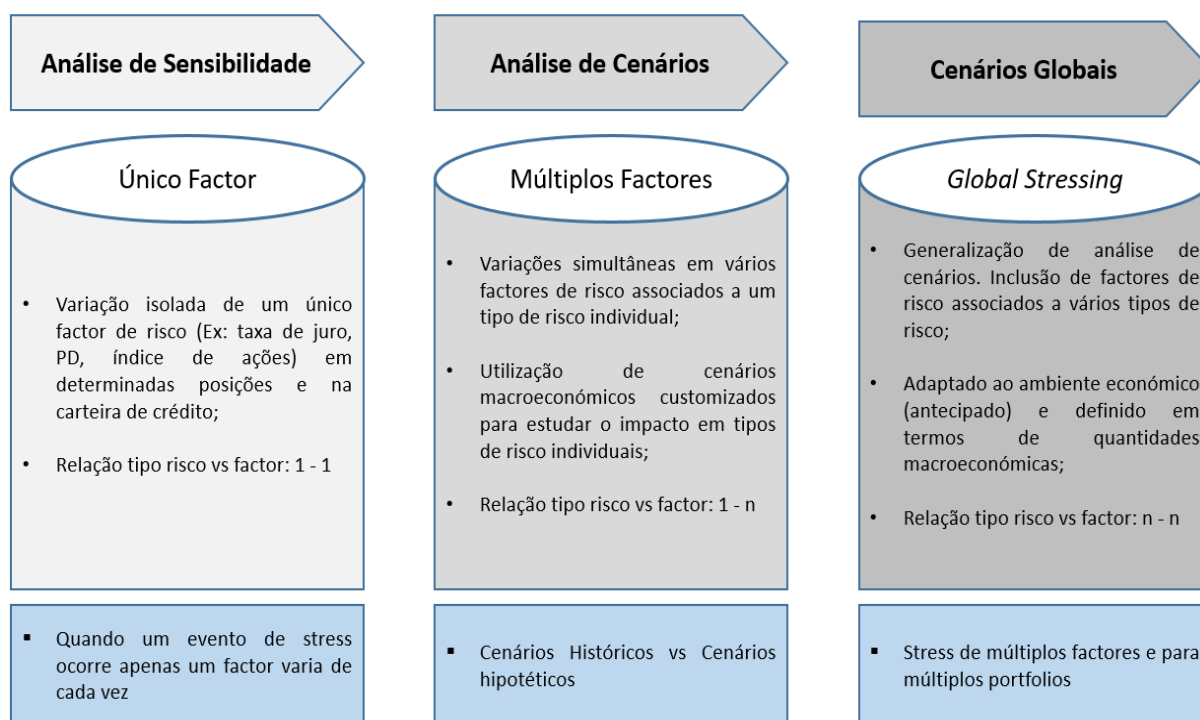 Análise de Sensibilidade
Único Factor
• Variação isolada de um único
factor de risco (Ex: taxa de juro,
PD, índice de ações) em
determinadas posições e na
carteira de crédito;
• Relação tipo risco vs factor: 1 - 1
▪ Quando um evento de stress
ocorre apenas um factor varia de
cada vez
Análise de Cenários
Múltiplos Factores
• Variações simultâneas em vários
factores de risco associados a um
tipo de risco individual;
• Utilização de cenários
macroeconómicos customizados
para estudar o impacto em tipos
de risco individuais;
• Relação tipo risco vs factor: 1 - n
▪ Cenários Históricos vs Cenários
hipotéticos
Cenários Globais
Global Stressing
• Generalização de análise de
cenários. Inclusão de factores de
risco associados a vários tipos de
risco;
• Adaptado ao ambiente económico
(antecipado) e definido em
termos de quantidades
macroeconómicas;
• Relação tipo risco vs factor: n - n
▪ Stress de múltiplos factores e para
múltiplos portfolios